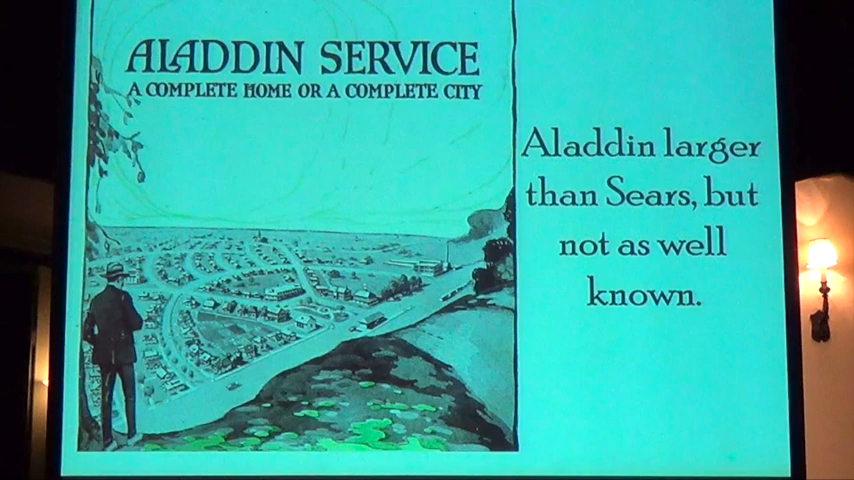 ALADDIN SERVICE
A COMPLETE HOME OR A COMPLETE CITY
Aladdin larger
than Sears, but
not as well
known.